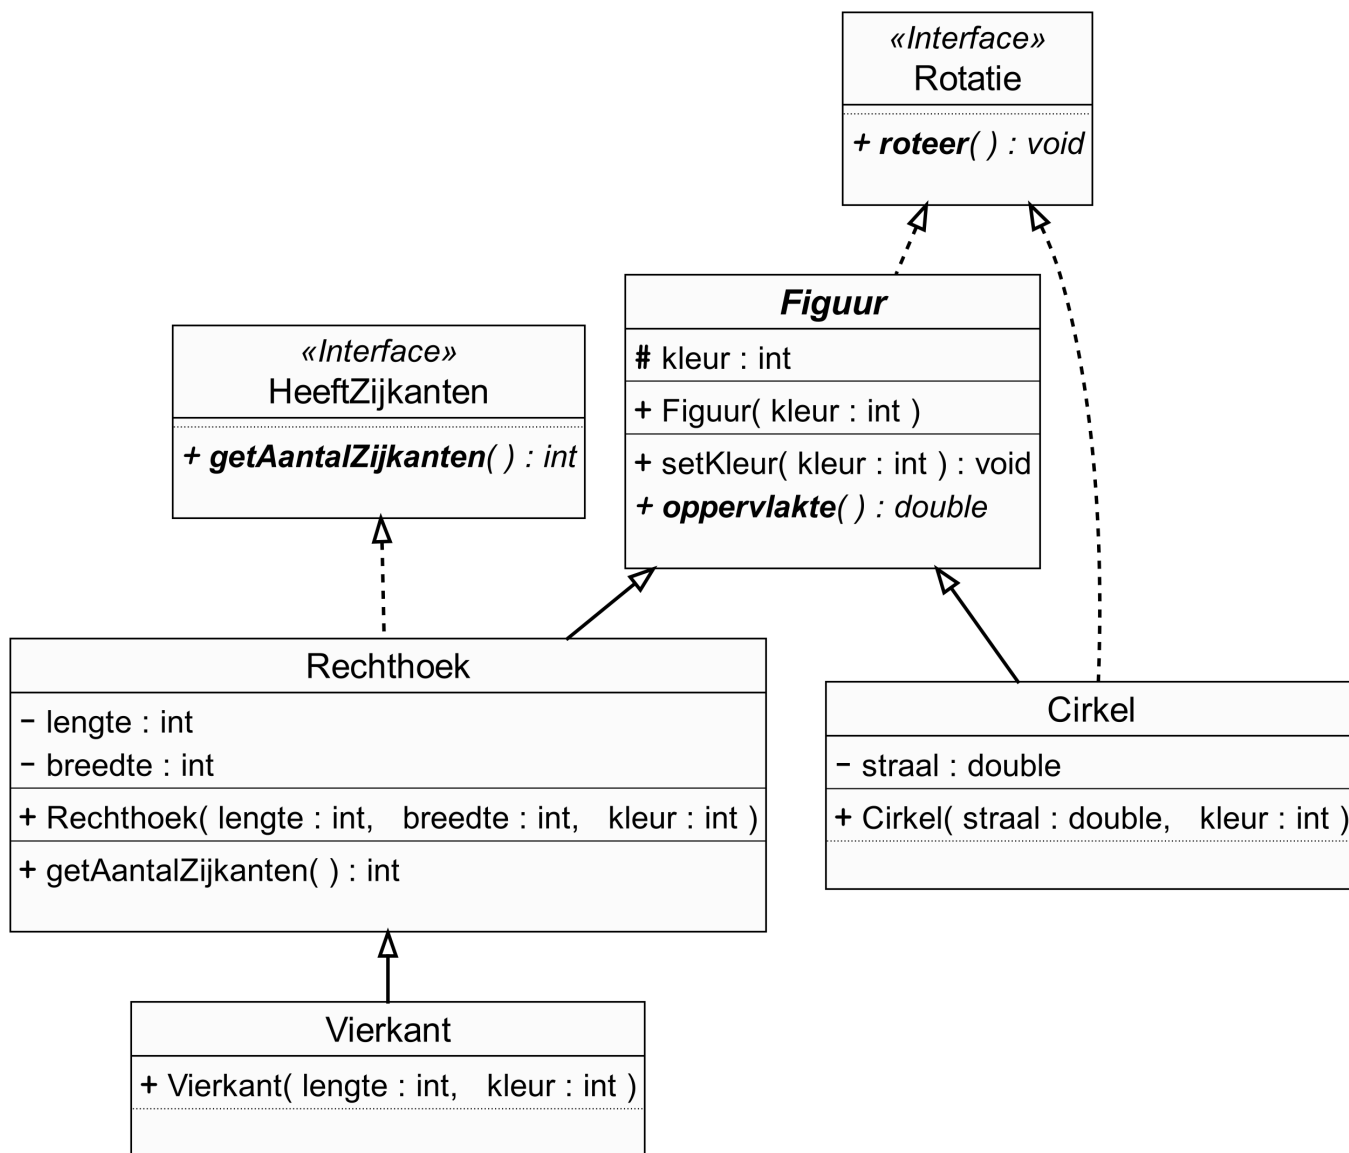 «Interface»
Rotatie
+ roteer( ) : void
Figuur
# kleur : int
+ Figuur( kleur : int )
+ setKleur( kleur : int ) : void
+ oppervlakte( ) : double
«Interface»
HeeftZijkanten
+ getAantalZijkanten( ) : int
Rechthoek
- lengte : int
- breedte : int
+ Rechthoek( lengte : int, breedte : int, kleur : int )
+ getAantalZijkanten( ) : int
Cirkel
- straal : double
+ Cirkel( straal : double, kleur : int )
Vierkant
+ Vierkant( lengte : int, kleur : int )